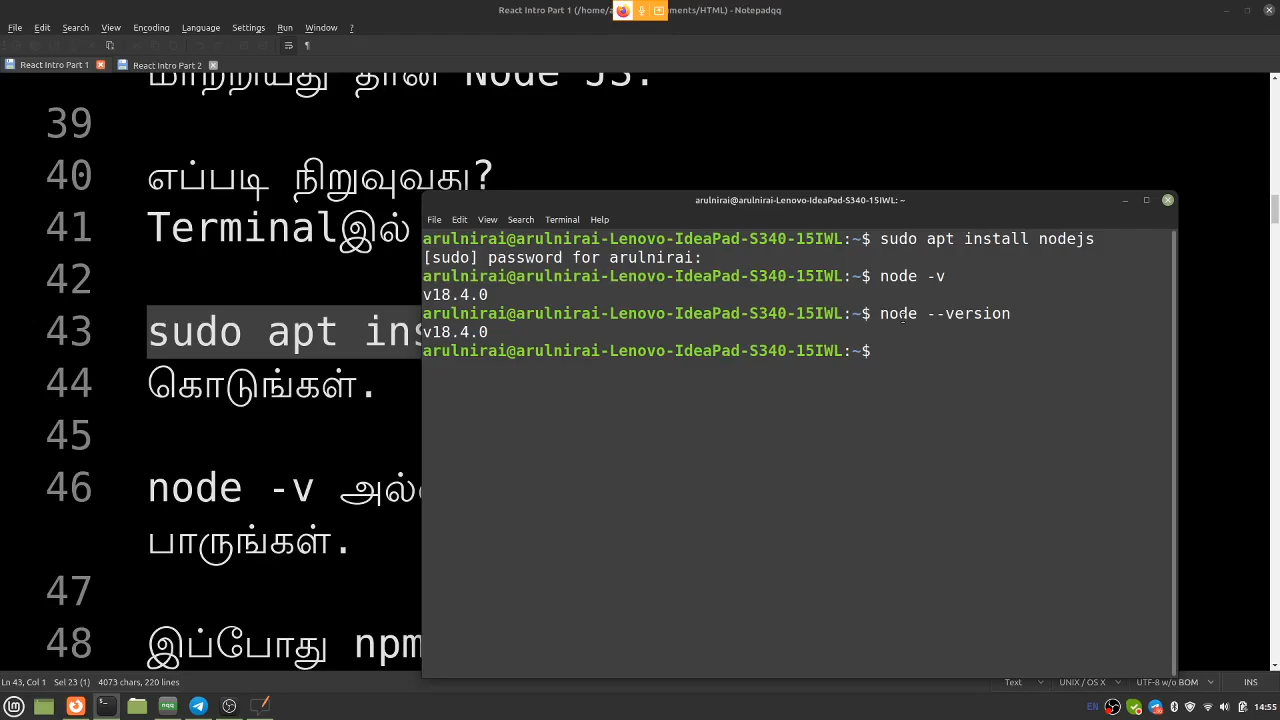 React Intro Part 1 (/home/a
ments/HTML) - Notepadqq
File Edit Search View Encoding Language Settings Run Window ?
React Intro Part 1 React Intro Part 2
மாற்றியது தான் Node JS.
39
40 எப்படி நிறுவுவது?
41 Terminalஇல்
42
43 sudo apt ins
44 கொடுங்கள்.
45
46 node -v அல்
பாருங்கள்.
47
48 இப்போது npm
arulnirai@arulnirai-Lenovo-IdeaPad-S340-15IWL: ~
File Edit View Search Terminal Help
arulnirai@arulnirai-Lenovo-IdeaPad-S340-15IWL:~$ sudo apt install nodejs
[sudo] password for arulnirai:
arulnirai@arulnirai-Lenovo-IdeaPad-S340-15IWL:~$ node -v
v18.4.0
arulnirai@arulnirai-Lenovo-IdeaPad-S340-15IWL:~$ node --version
v18.4.0
arulnirai@arulnirai-Lenovo-IdeaPad-S340-15IWL:~$
Ln 43, Col 1 Sel 23 (1) 4073 chars, 220 lines Text UNIX / OS X UTF-8 w/o BOM INS
nqq EN 14:55